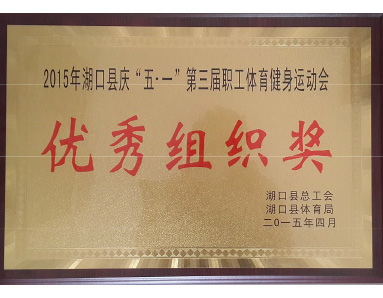 2015年湖口县庆“五·一”第三届职工体育健身运动会
优秀组织奖
湖口县总工会
湖口县体育局
二〇一五年四月